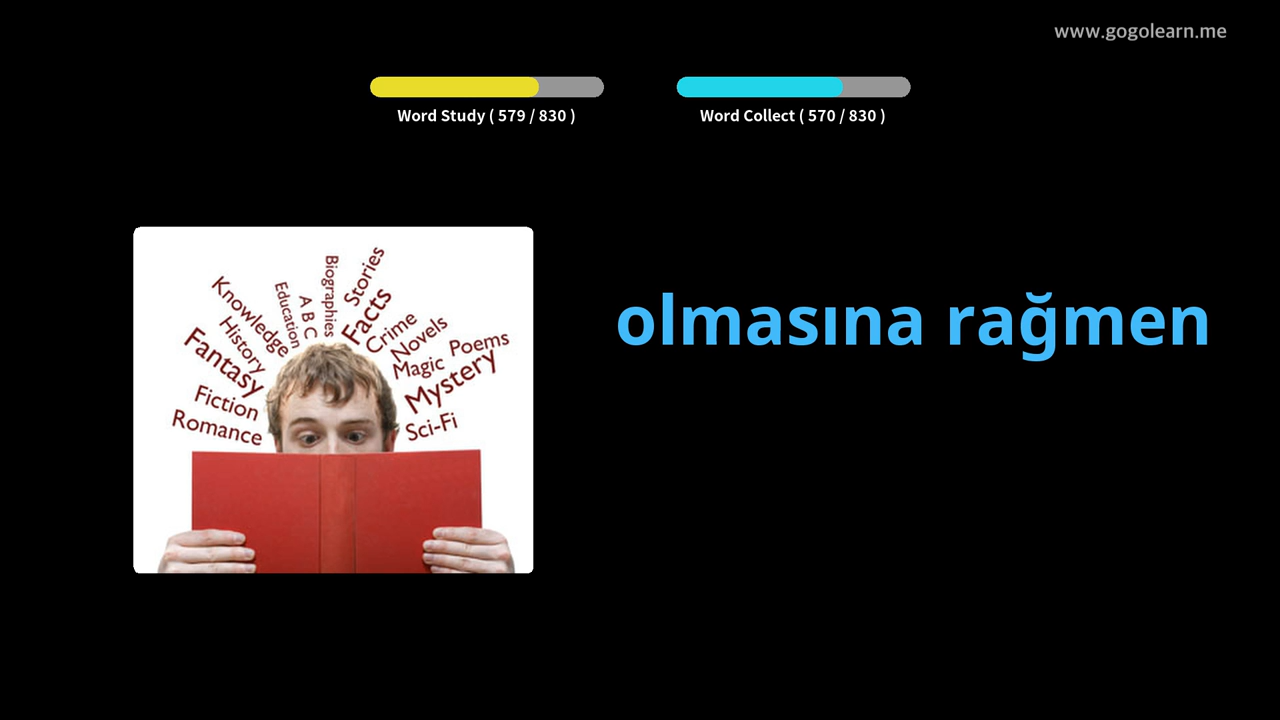 www.gogolearn.me
Word Study ( 579 / 830 )
Word Collect ( 570 / 830 )
olmasına rağmen
Knowledge
Education
A B C
Biographies
Stories
Facts
Crime
Novels
Poems
Magic
Mystery
Sci-Fi
History
Fantasy
Fiction
Romance